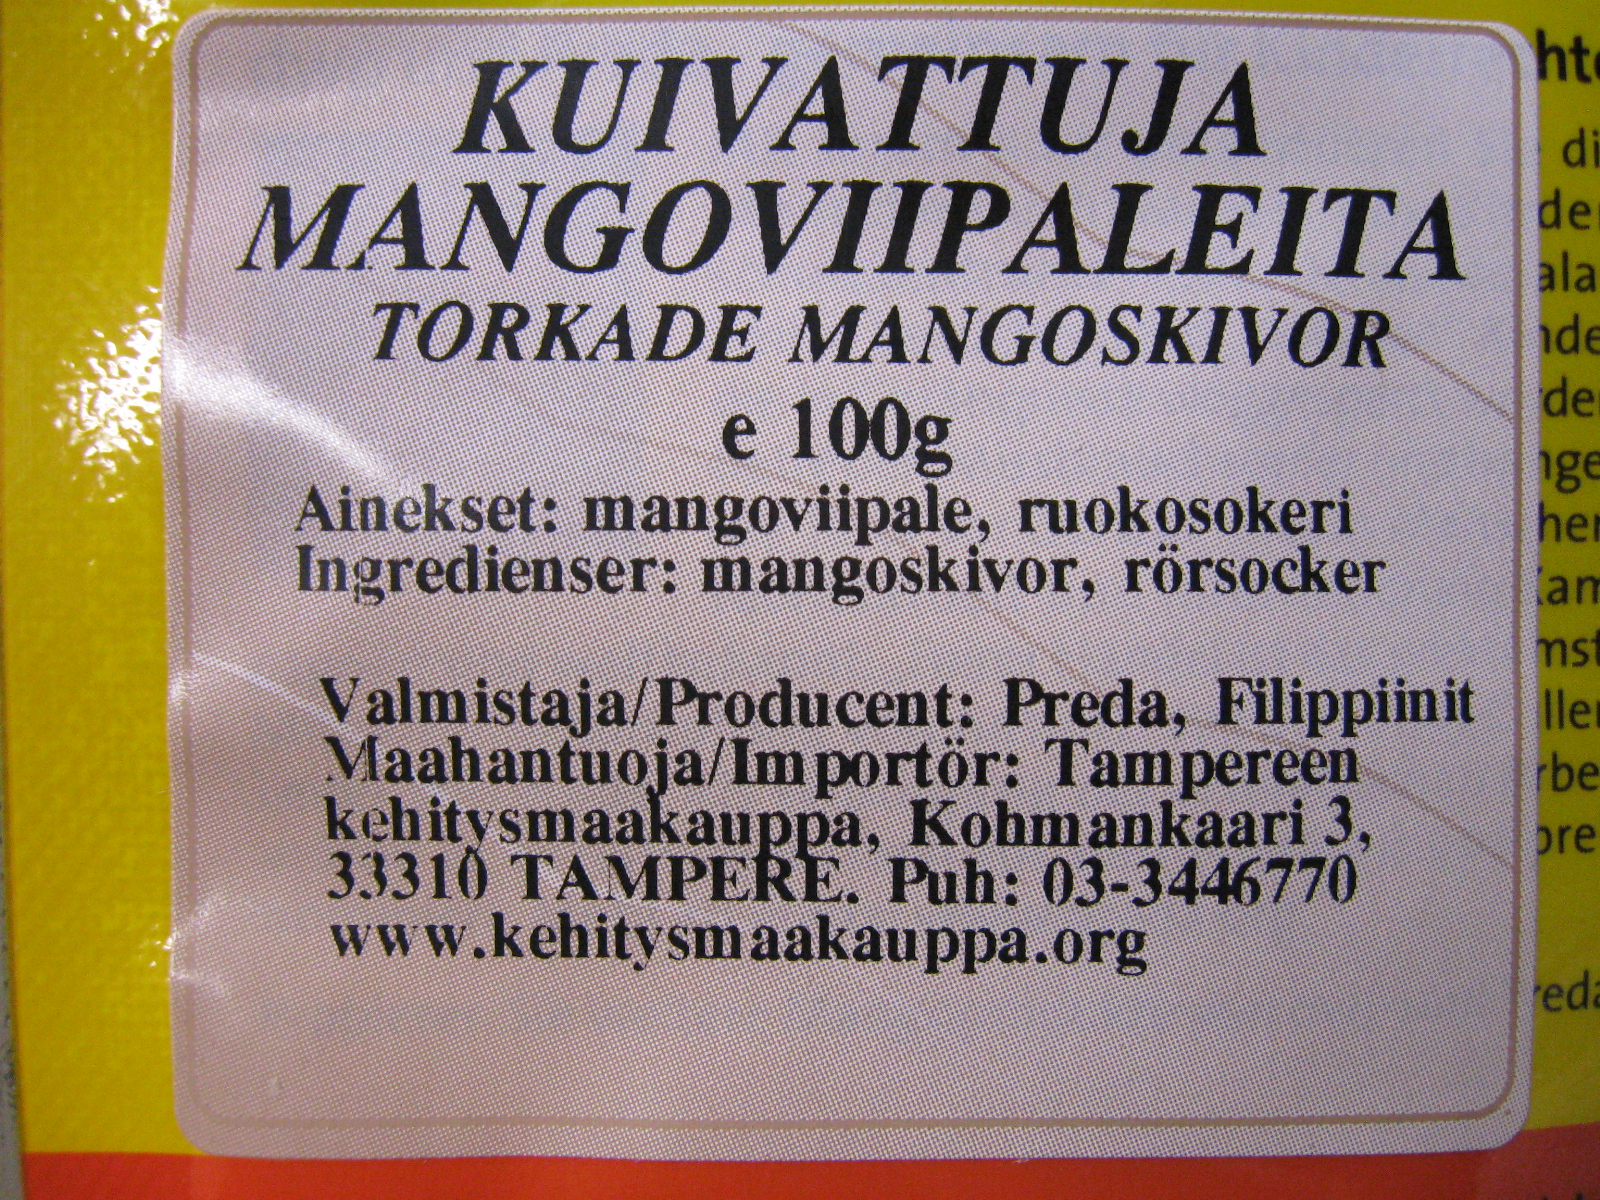 KUIVATTUJA
MANGOVIIPALEITA
TORKADE MANGOSKIVOR
e 100g
Ainekset: mangoviipale, ruokosokeri
Ingredienser: mangoskivor, rörsocker
Valmistaja/Producent: Preda, Filippiinit
Maahantuoja/Importör: Tampereen
kehitysmaakauppa, Kohmankaari 3,
33310 TAMPERE. Puh: 03-3446770
www.kehitysmaakauppa.org